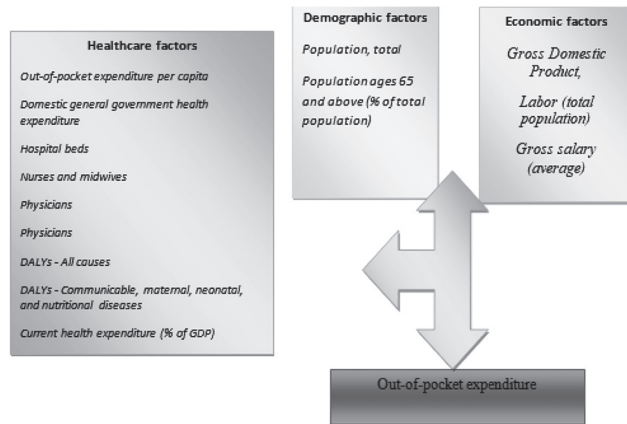 Healthcare factors
Out-of-pocket expenditure per capita
Domestic general government health
expenditure
Hospital beds
Nurses and midwives
Physicians
Physicians
DALYs - All causes
DALYs - Communicable, maternal, neonatal,
and nutritional diseases
Current health expenditure (% of GDP)
Demographic factors
Population, total
Population ages 65
and above (% of total
population)
Economic factors
Gross Domestic
Product,
Labor (total
population)
Gross salary
(average)
Out-of-pocket expenditure